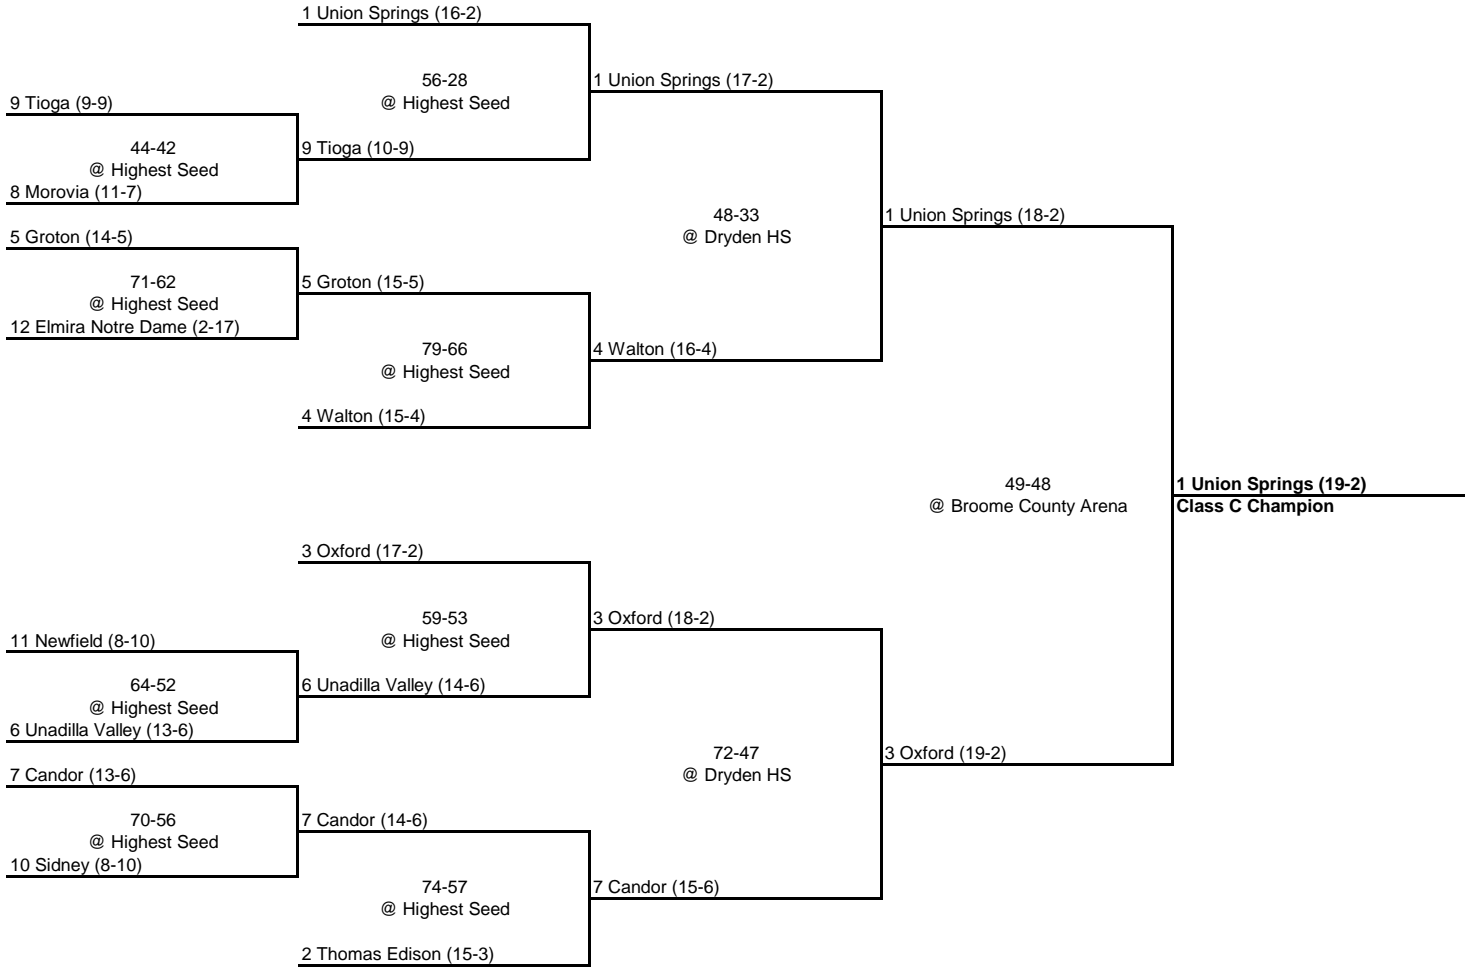 1 Union Springs (16-2)
56-28
@ Highest Seed
1 Union Springs (17-2)
9 Tioga (9-9)
44-42
@ Highest Seed
9 Tioga (10-9)
8 Morovia (11-7)
48-33
@ Dryden HS
1 Union Springs (18-2)
5 Groton (14-5)
71-62
@ Highest Seed
5 Groton (15-5)
12 Elmira Notre Dame (2-17)
79-66
@ Highest Seed
4 Walton (16-4)
4 Walton (15-4)
49-48
@ Broome County Arena
1 Union Springs (19-2)
Class C Champion
3 Oxford (17-2)
59-53
@ Highest Seed
3 Oxford (18-2)
11 Newfield (8-10)
64-52
@ Highest Seed
6 Unadilla Valley (14-6)
6 Unadilla Valley (13-6)
72-47
@ Dryden HS
3 Oxford (19-2)
7 Candor (13-6)
70-56
@ Highest Seed
7 Candor (14-6)
10 Sidney (8-10)
74-57
@ Highest Seed
7 Candor (15-6)
2 Thomas Edison (15-3)